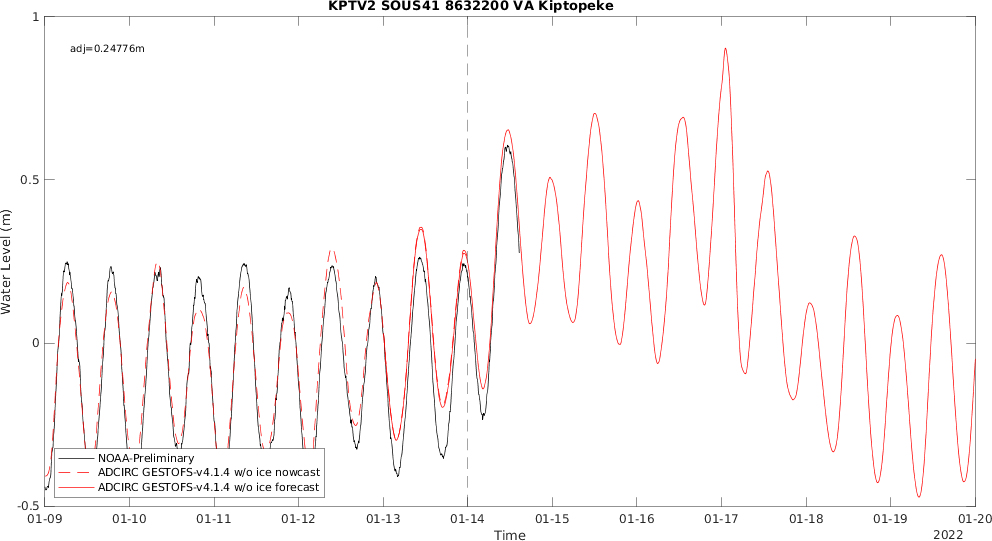 KPTV2 SOUS41 8632200 VA Kiptopeke
adj=0.24776m
Water Level (m)
1
0.5
0
-0.5
NOAA-Preliminary
ADCIRC GESTOFS-v4.1.4 w/o ice nowcast
ADCIRC GESTOFS-v4.1.4 w/o ice forecast
01-09 01-10 01-11 01-12 01-13 01-14 01-15 01-16 01-17 01-18 01-19 01-20
Time
2022